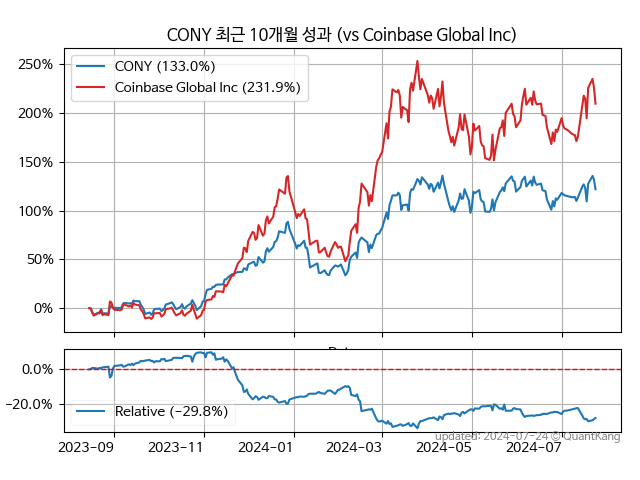 CONY 최근 10개월 성과 (vs Coinbase Global Inc)
250%
200%
150%
100%
50%
0%
CONY (133.0%)
Coinbase Global Inc (231.9%)
0.0%
−20.0%
Relative (−29.8%)
updated: 2024-07-24 © QuantKang
2023-09
2023-11
2024-01
2024-03
2024-05
2024-07